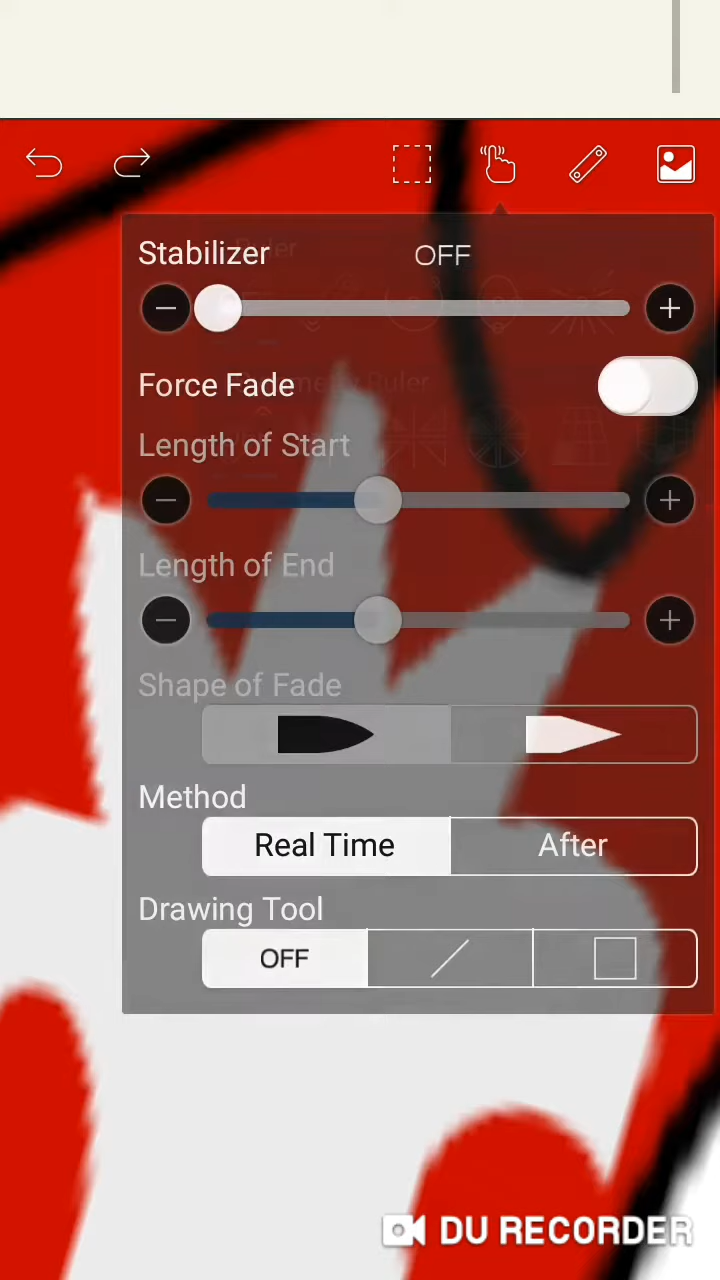 Stabilizer OFF
Force Fade
Length of Start
Length of End
Shape of Fade
Method
Real Time After
Drawing Tool
OFF
DU RECORDER